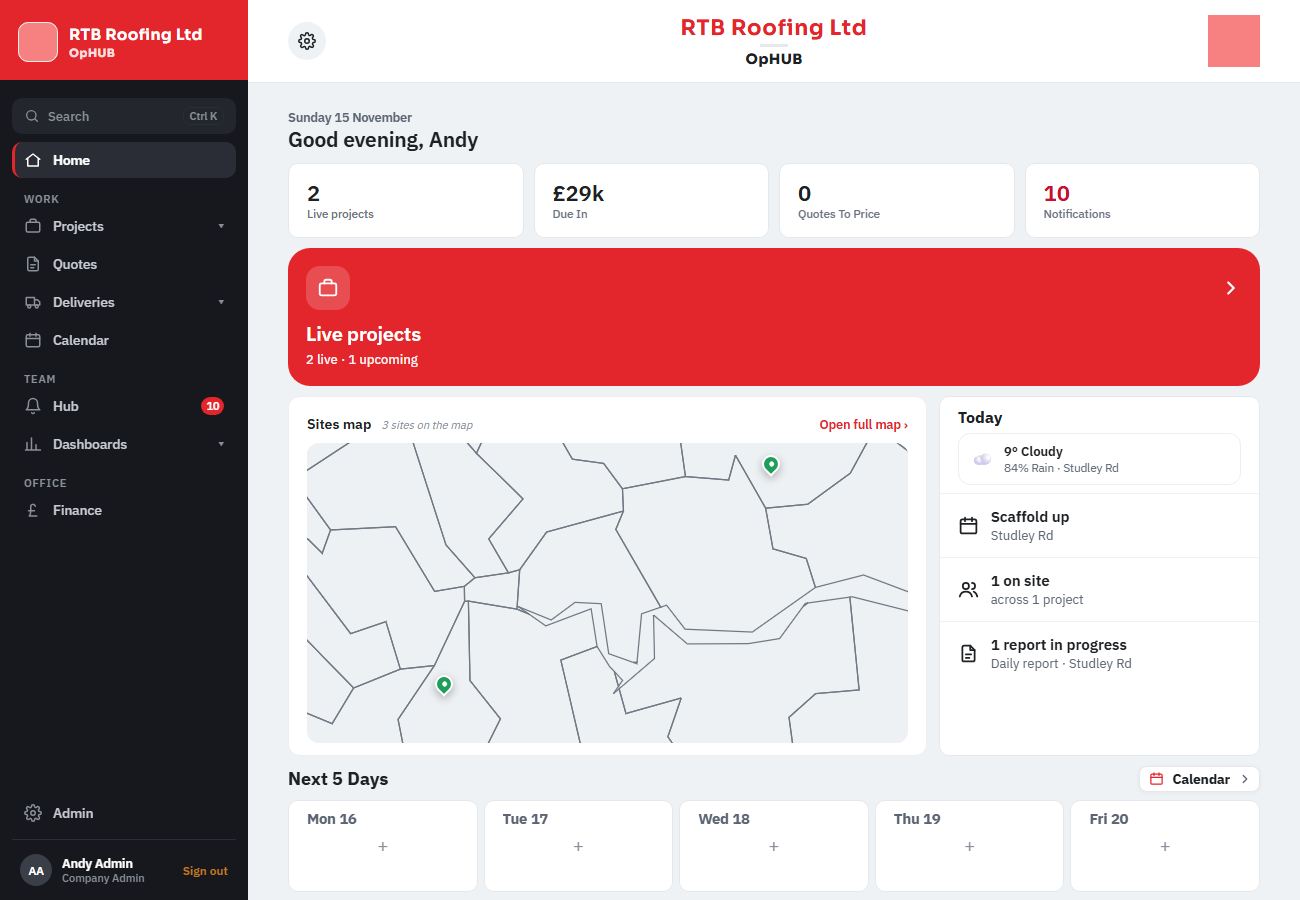 RTB Roofing Ltd
OpHUB
Search
Ctrl K
Home
WORK
Projects
Quotes
Deliveries
Calendar
TEAM
Hub
10
Dashboards
OFFICE
Finance
Admin
AA
Andy Admin
Company Admin
Sign out
RTB Roofing Ltd
OpHUB
Sunday 15 November
Good evening, Andy
2
Live projects
£29k
Due In
0
Quotes To Price
10
Notifications
Live projects
2 live · 1 upcoming
Sites map
3 sites on the map
Open full map ›
Today
9° Cloudy
84% Rain · Studley Rd
Scaffold up
Studley Rd
1 on site
across 1 project
1 report in progress
Daily report · Studley Rd
Next 5 Days
Calendar
Mon 16
+
Tue 17
+
Wed 18
+
Thu 19
+
Fri 20
+